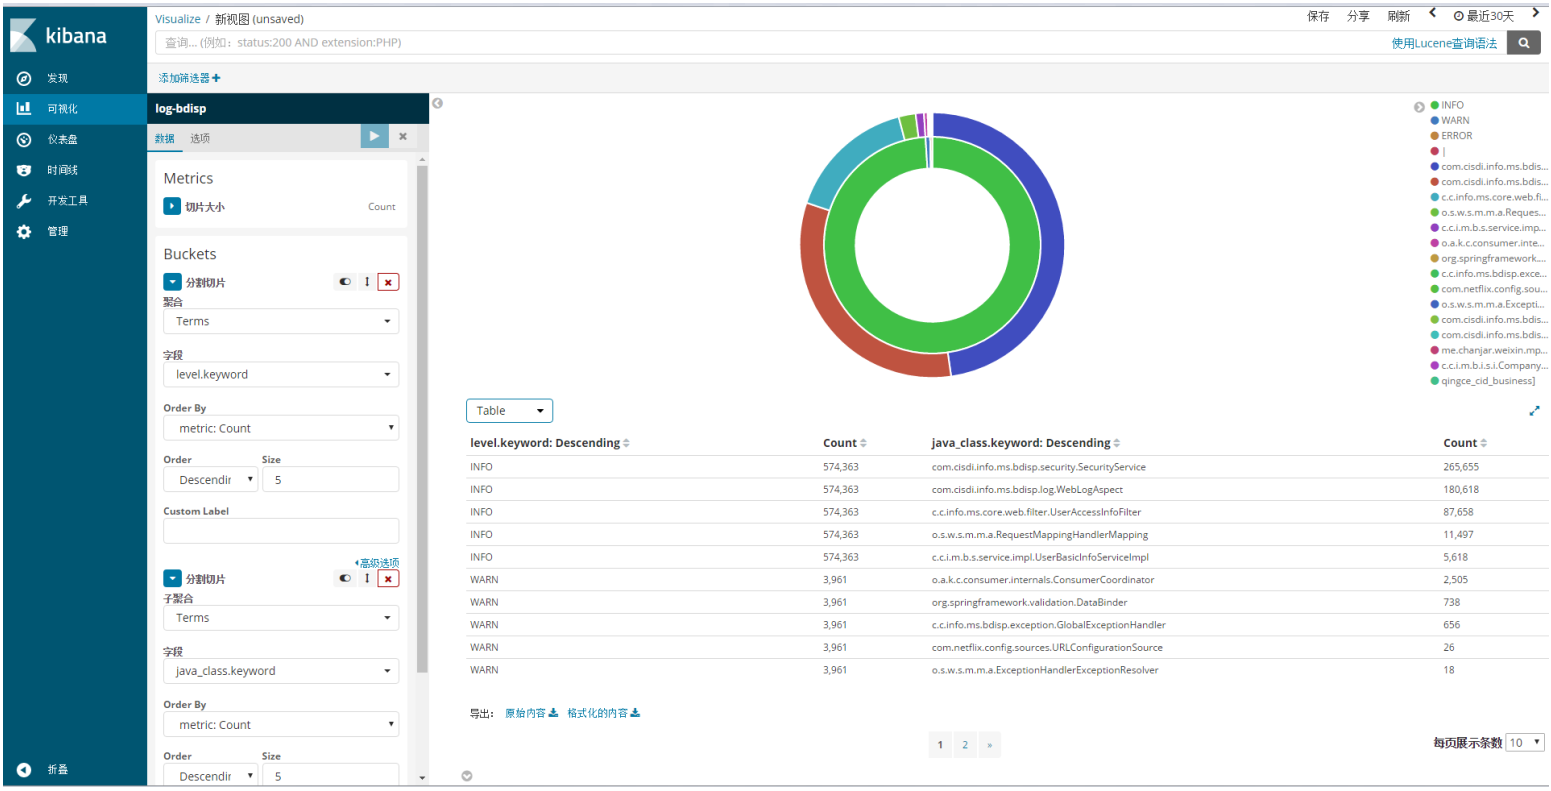 kibana
发现
可视化
仪表盘
时间线
开发工具
管理
折叠
Visualize / 新视图 (unsaved)
保存 分享 刷新 最近30天
查询... (例如：status:200 AND extension:PHP)
使用Lucene查询语法
添加筛选器
log-bdisp
数据 选项
Metrics
切片大小 Count
Buckets
分割切片
聚合
Terms
字段
level.keyword
Order By
metric: Count
Order Size
Descendir 5
Custom Label
高级选项
分割切片
子聚合
Terms
字段
java_class.keyword
Order By
metric: Count
Order Size
Descendir 5
INFO
WARN
ERROR
|
com.cisdi.info.ms.bdis...
com.cisdi.info.ms.bdis...
c.c.info.ms.core.web.fi...
o.s.w.s.m.m.a.Reques...
c.c.i.m.b.s.service.imp...
o.a.k.c.consumer.inte...
org.springframework....
c.c.info.ms.bdisp.exce...
com.netflix.config.sou...
o.s.w.s.m.m.a.Excepti...
com.cisdi.info.ms.bdis...
com.cisdi.info.ms.bdis...
me.chanjar.weixin.mp...
c.c.i.m.b.i.s.i.Company...
qingce_cid_business]
Table
level.keyword: Descending Count java_class.keyword: Descending Count
INFO 574,363 com.cisdi.info.ms.bdisp.security.SecurityService 265,655
INFO 574,363 com.cisdi.info.ms.bdisp.log.WebLogAspect 180,618
INFO 574,363 c.c.info.ms.core.web.filter.UserAccessInfoFilter 87,658
INFO 574,363 o.s.w.s.m.m.a.RequestMappingHandlerMapping 11,497
INFO 574,363 c.c.i.m.b.s.service.impl.UserBasicInfoServiceImpl 5,618
WARN 3,961 o.a.k.c.consumer.internals.ConsumerCoordinator 2,505
WARN 3,961 org.springframework.validation.DataBinder 738
WARN 3,961 c.c.info.ms.bdisp.exception.GlobalExceptionHandler 656
WARN 3,961 com.netflix.config.sources.URLConfigurationSource 26
WARN 3,961 o.s.w.s.m.m.a.ExceptionHandlerExceptionResolver 18
导出： 原始内容 格式化的内容
1 2 »
每页展示条数 10